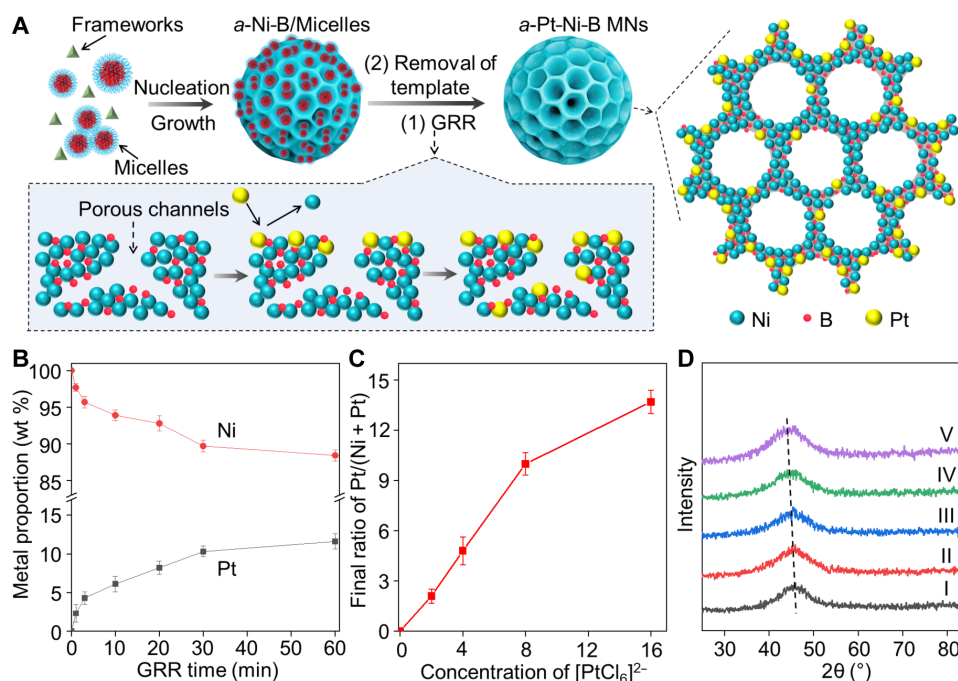 A
Frameworks
a-Ni-B/Micelles
a-Pt-Ni-B MNs
Nucleation
Growth
(2) Removal of
template
(1) GRR
Micelles
Porous channels
Ni
B
Pt
B
Metal proportion (wt %)
100
95
90
85
15
10
5
0
Ni
Pt
0 10 20 30 40 50 60
GRR time (min)
C
Final ratio of Pt/(Ni + Pt)
15
12
9
6
3
0
0 4 8 12 16
Concentration of [PtCl₆]²⁻
D
Intensity
V
IV
III
II
I
30 40 50 60 70 80
2θ (°)